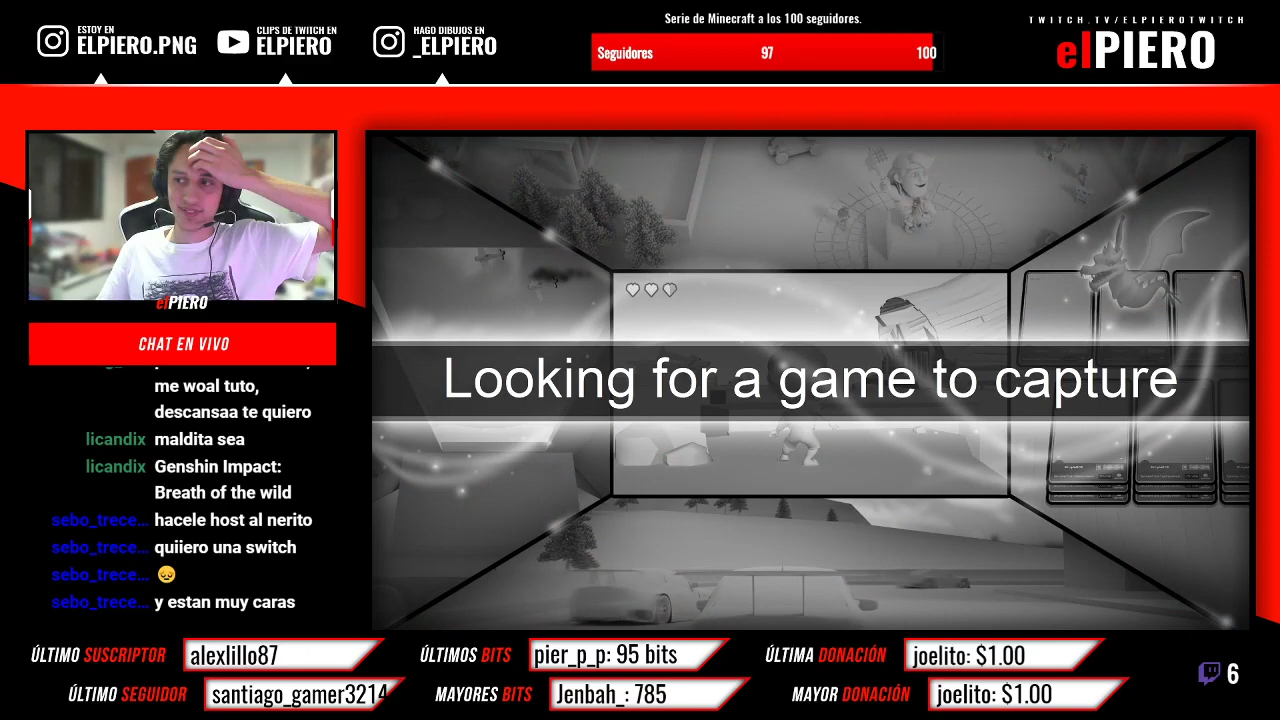 ESTOY EN
ELPIERO.PNG
CLIPS DE TWITCH EN
ELPIERO
HAGO DIBUJOS EN
_ELPIERO
Serie de Minecraft a los 100 seguidores.
Seguidores 97 100
TWITCH.TV/ELPIEROTWITCH
elPIERO
elPIERO
CHAT EN VIVO
me woal tuto,
descansaa te quiero
licandix maldita sea
licandix Genshin Impact:
Breath of the wild
sebo_trece... hacele host al nerito
sebo_trece... quiiero una switch
sebo_trece... 😞
sebo_trece... y estan muy caras
Looking for a game to capture
ÚLTIMO SUSCRIPTOR alexlillo87
ÚLTIMOS BITS pier_p_p: 95 bits
ÚLTIMA DONACIÓN joelito: $1.00
ÚLTIMO SEGUIDOR santiago_gamer3214
MAYORES BITS Jenbah_: 785
MAYOR DONACIÓN joelito: $1.00
6